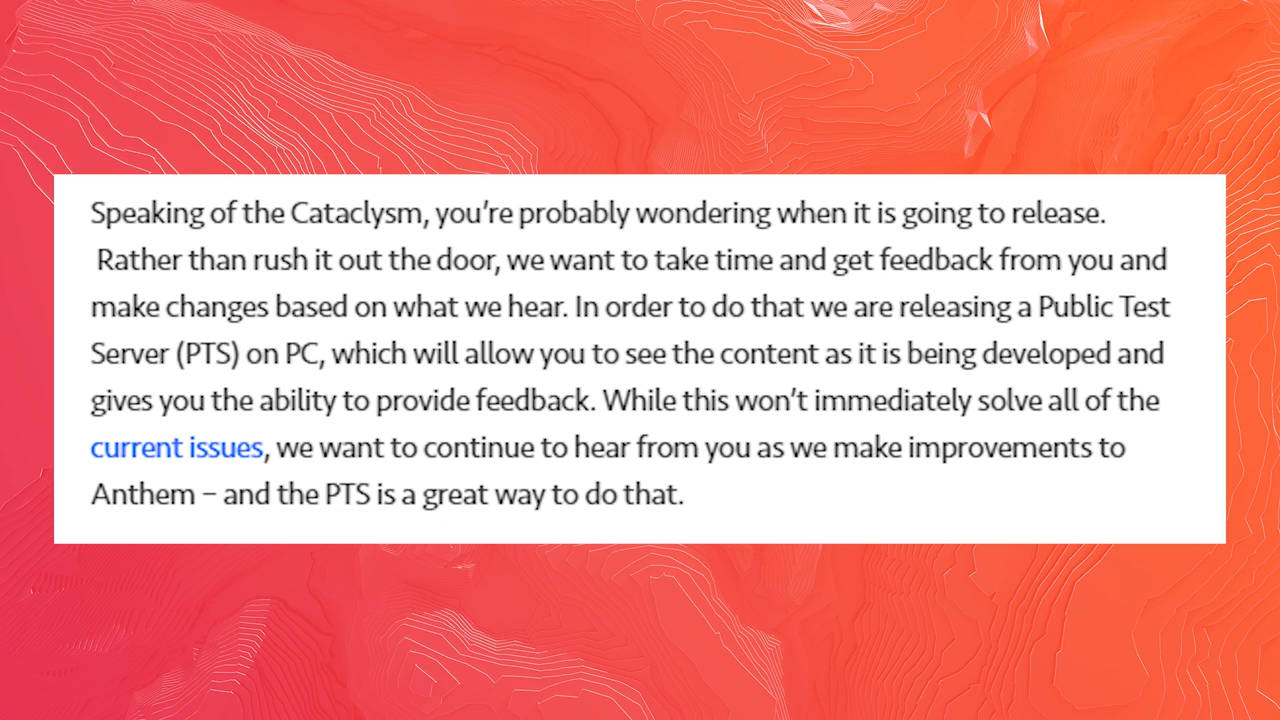 Speaking of the Cataclysm, you're probably wondering when it is going to release.
Rather than rush it out the door, we want to take time and get feedback from you and
make changes based on what we hear. In order to do that we are releasing a Public Test
Server (PTS) on PC, which will allow you to see the content as it is being developed and
gives you the ability to provide feedback. While this won't immediately solve all of the
current issues, we want to continue to hear from you as we make improvements to
Anthem – and the PTS is a great way to do that.